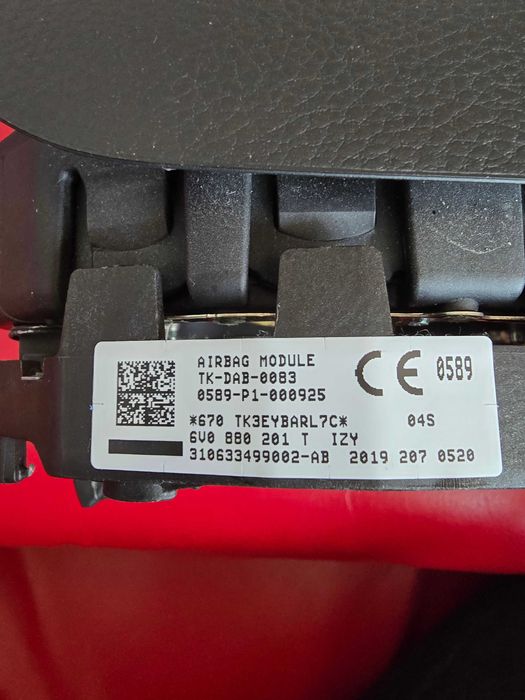 AIRBAG MODULE
TK-DAB-0083
0589-P1-000925
CE 0589
*670 TK3EYBARL7C* 04S
6V0 880 201 T IZY
310633499002-AB 2019 207 0520